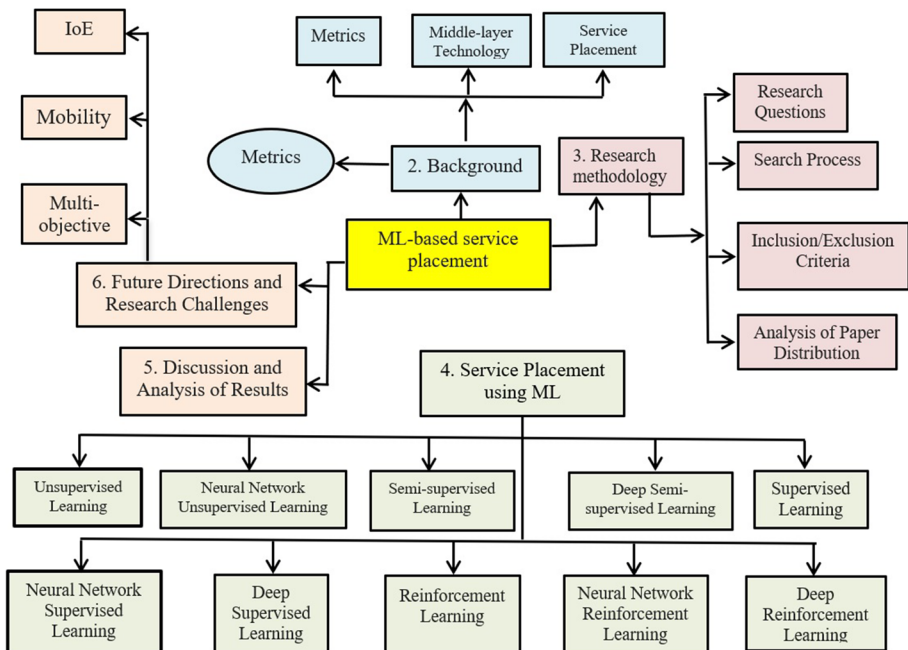 IoE
Mobility
Multi-
objective
Metrics
Middle-layer
Technology
Service
Placement
Metrics
2. Background
3. Research
methodology
Research
Questions
Search Process
Inclusion/Exclusion
Criteria
Analysis of Paper
Distribution
ML-based service
placement
6. Future Directions and
Research Challenges
5. Discussion and
Analysis of Results
4. Service Placement
using ML
Unsupervised
Learning
Neural Network
Unsupervised Learning
Semi-supervised
Learning
Deep Semi-
supervised Learning
Supervised
Learning
Neural Network
Supervised
Learning
Deep
Supervised
Learning
Reinforcement
Learning
Neural Network
Reinforcement
Learning
Deep
Reinforcement
Learning